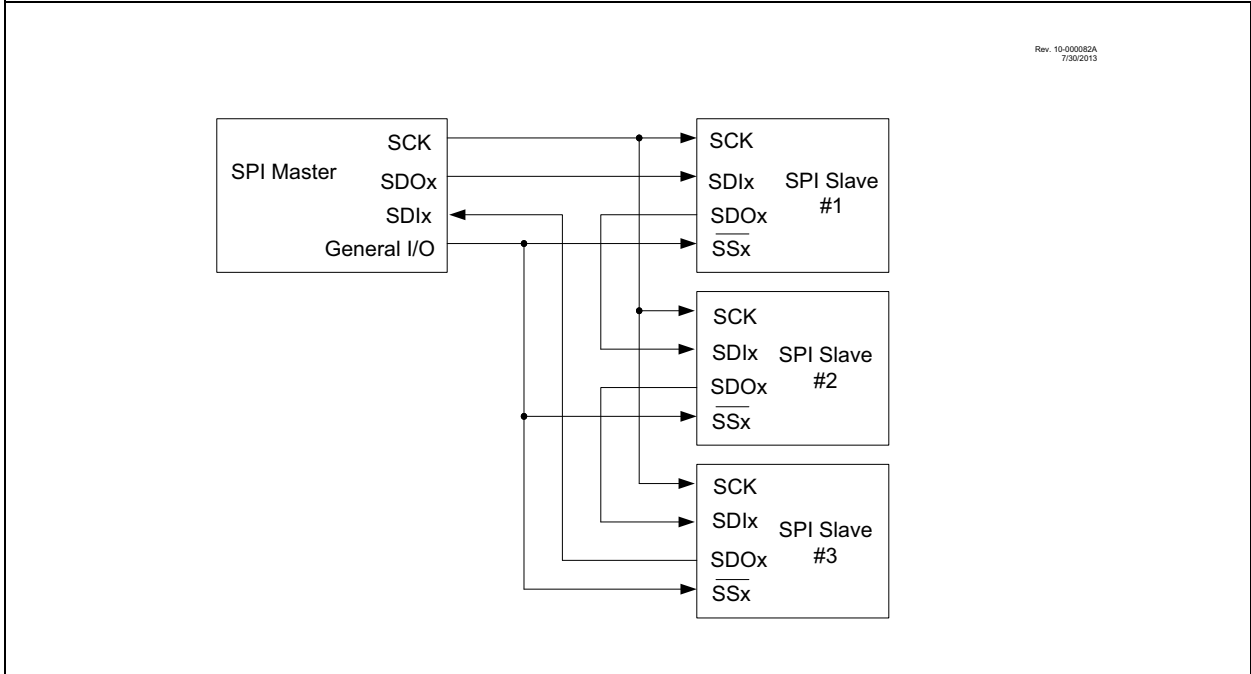 Rev. 10-000082A
7/30/2013
SPI Master
SCK
SDOx
SDIx
General I/O
SCK
SDIx
SDOx
SSx
SPI Slave
#1
SCK
SDIx
SDOx
SSx
SPI Slave
#2
SCK
SDIx
SDOx
SSx
SPI Slave
#3